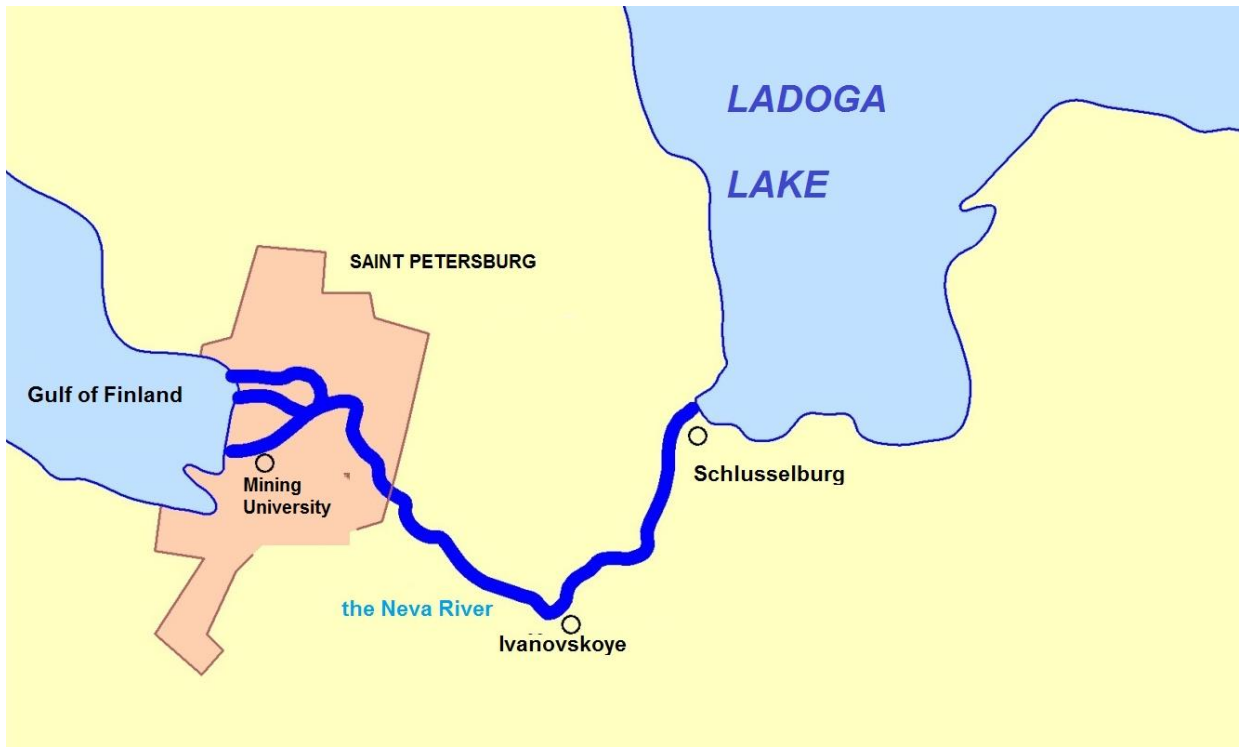 LADOGA
LAKE
SAINT PETERSBURG
Gulf of Finland
Schlusselburg
Mining
University
the Neva River
Ivanovskoye